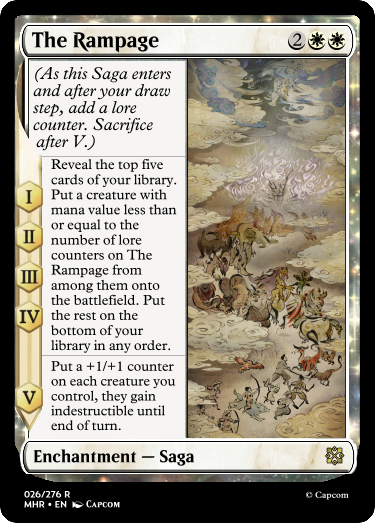 The Rampage 2
(As this Saga enters
and after your draw
step, add a lore
counter. Sacrifice
after V.)
I
II
III
IV
Reveal the top five
cards of your library.
Put a creature with
mana value less than
or equal to the
number of lore
counters on The
Rampage from
among them onto
the battlefield. Put
the rest on the
bottom of your
library in any order.
V
Put a +1/+1 counter
on each creature you
control, they gain
indestructible until
end of turn.
Enchantment — Saga
026/276 R
MHR • EN Capcom
© Capcom